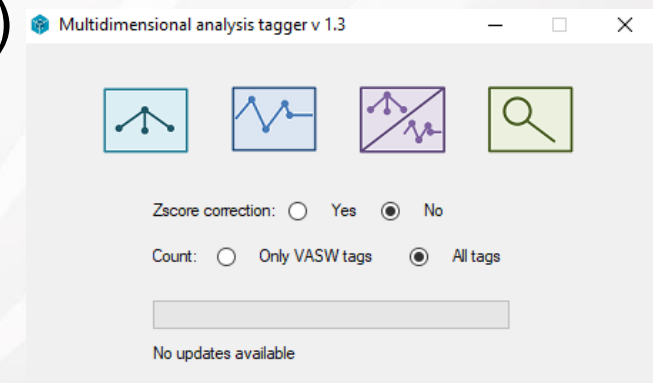 )
Multidimensional analysis tagger v 1.3
Zscore correction: Yes No
Count: Only VASW tags All tags
No updates available